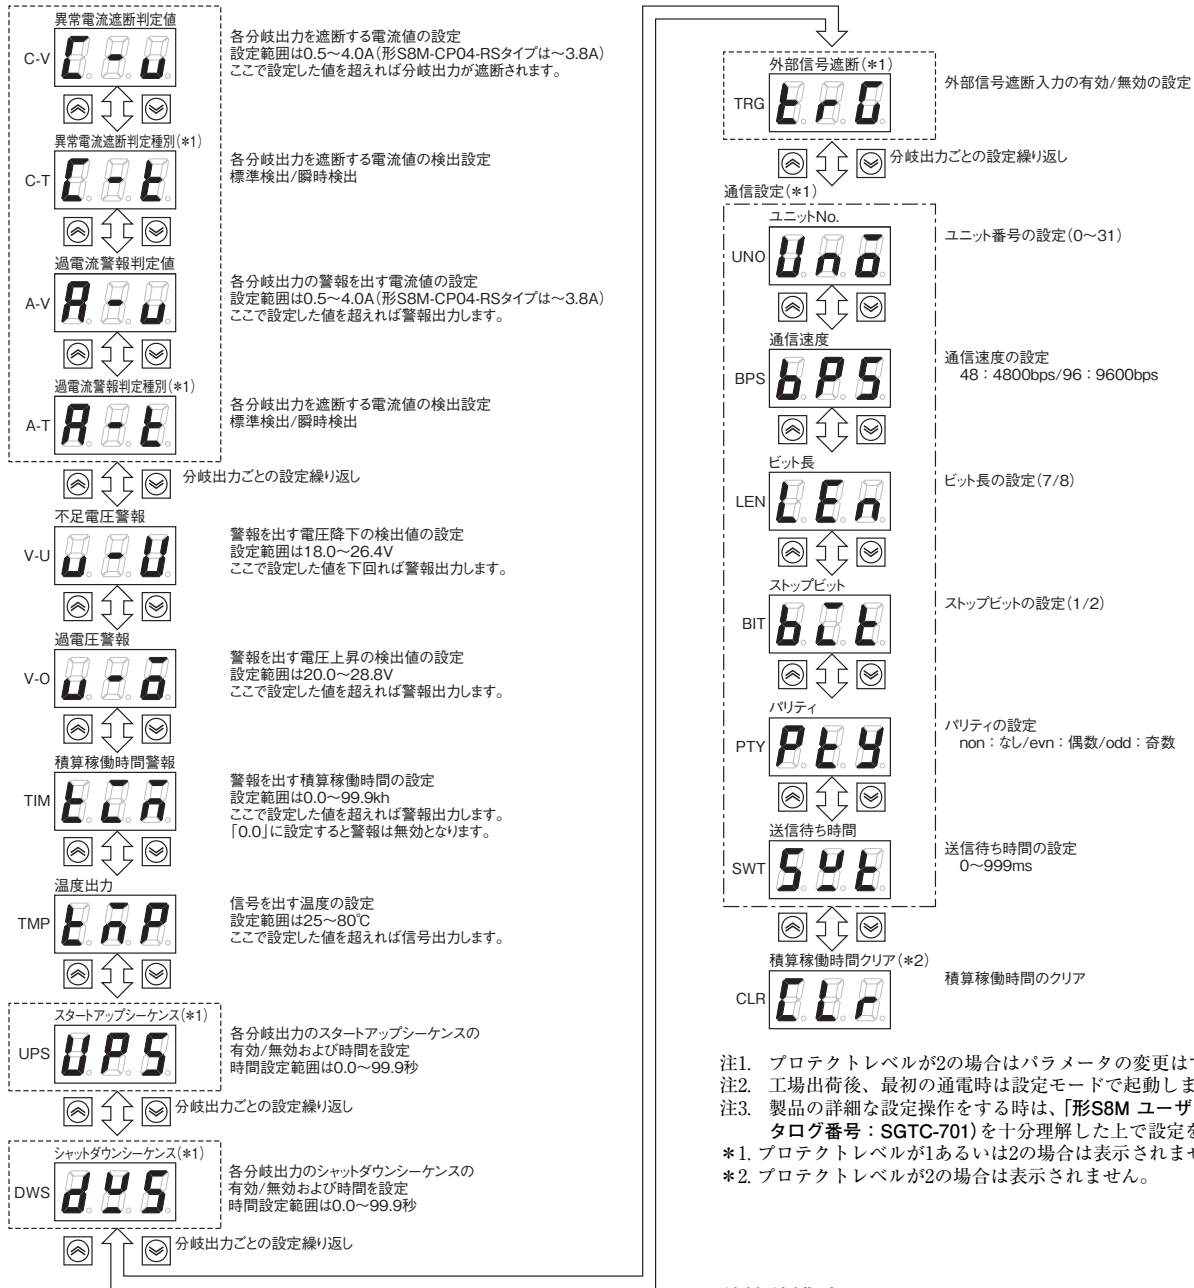 異常電流遮断判定値
C-V
各分岐出力を遮断する電流値の設定
設定範囲は0.5～4.0A（形S8M-CP04-RSタイプは～3.8A）
ここで設定した値を超えれば分岐出力が遮断されます。
異常電流遮断判定種別（*1）
C-T
各分岐出力を遮断する電流値の検出設定
標準検出/瞬時検出
過電流警報判定値
A-V
各分岐出力の警報を出す電流値の設定
設定範囲は0.5～4.0A（形S8M-CP04-RSタイプは～3.8A）
ここで設定した値を超えれば警報出力します。
過電流警報判定種別（*1）
A-T
各分岐出力を遮断する電流値の検出設定
標準検出/瞬時検出
分岐出力ごとの設定繰り返し
不足電圧警報
V-U
警報を出す電圧降下の検出値の設定
設定範囲は18.0～26.4V
ここで設定した値を下回れば警報出力します。
過電圧警報
V-O
警報を出す電圧上昇の検出値の設定
設定範囲は20.0～28.8V
ここで設定した値を超えれば警報出力します。
積算稼働時間警報
TIM
警報を出す積算稼働時間の設定
設定範囲は0.0～99.9kh
ここで設定した値を超えれば警報出力します。
「0.0」に設定すると警報は無効となります。
温度出力
TMP
信号を出す温度の設定
設定範囲は25～80℃
ここで設定した値を超えれば信号出力します。
スタートアップシーケンス（*1）
UPS
各分岐出力のスタートアップシーケンスの
有効/無効および時間を設定
時間設定範囲は0.0～99.9秒
分岐出力ごとの設定繰り返し
シャットダウンシーケンス（*1）
DWS
各分岐出力のシャットダウンシーケンスの
有効/無効および時間を設定
時間設定範囲は0.0～99.9秒
分岐出力ごとの設定繰り返し
外部信号遮断（*1）
TRG
外部信号遮断入力の有効/無効の設定
分岐出力ごとの設定繰り返し
通信設定（*1）
ユニットNo.
UNO
ユニット番号の設定（0～31）
通信速度
BPS
通信速度の設定
48：4800bps/96：9600bps
ビット長
LEN
ビット長の設定（7/8）
ストップビット
BIT
ストップビットの設定（1/2）
パリティ
PTY
パリティの設定
non：なし/evn：偶数/odd：奇数
送信待ち時間
SWT
送信待ち時間の設定
0～999ms
積算稼働時間クリア（*2）
CLR
積算稼働時間のクリア
注1. プロテクトレベルが2の場合はパラメータの変更は
注2. 工場出荷後、最初の通電時は設定モードで起動しま
注3. 製品の詳細な設定操作をする時は、「形S8M ユーザ
タログ番号：SGTC-701）を十分理解した上で設定を
*1. プロテクトレベルが1あるいは2の場合は表示されませ
*2. プロテクトレベルが2の場合は表示されません。